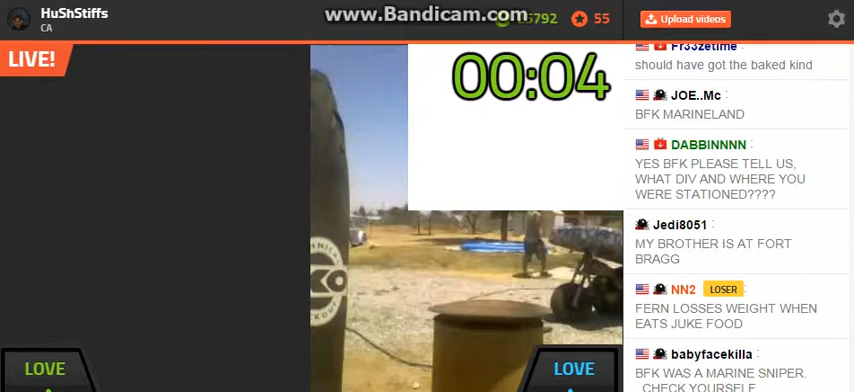 HuShStiffs
CA
www.Bandicam.com
792
55
Upload videos
LIVE!
00:04
Fr33zetime :
should have got the baked kind
JOE..Mc :
BFK MARINELAND
DABBINNNN :
YES BFK PLEASE TELL US,
WHAT DIV AND WHERE YOU
WERE STATIONED????
Jedi8051 :
MY BROTHER IS AT FORT
BRAGG
NN2 LOSER :
FERN LOSSES WEIGHT WHEN
EATS JUKE FOOD
babyfacekilla :
BFK WAS A MARINE SNIPER.
CHECK YOURSELF
LOVE
LOVE